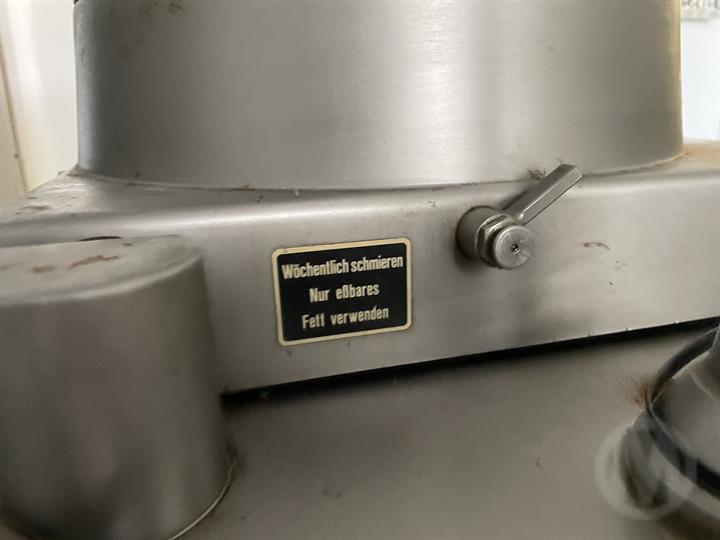 Wöchentlich schmieren
Nur eßbares
Fett verwenden